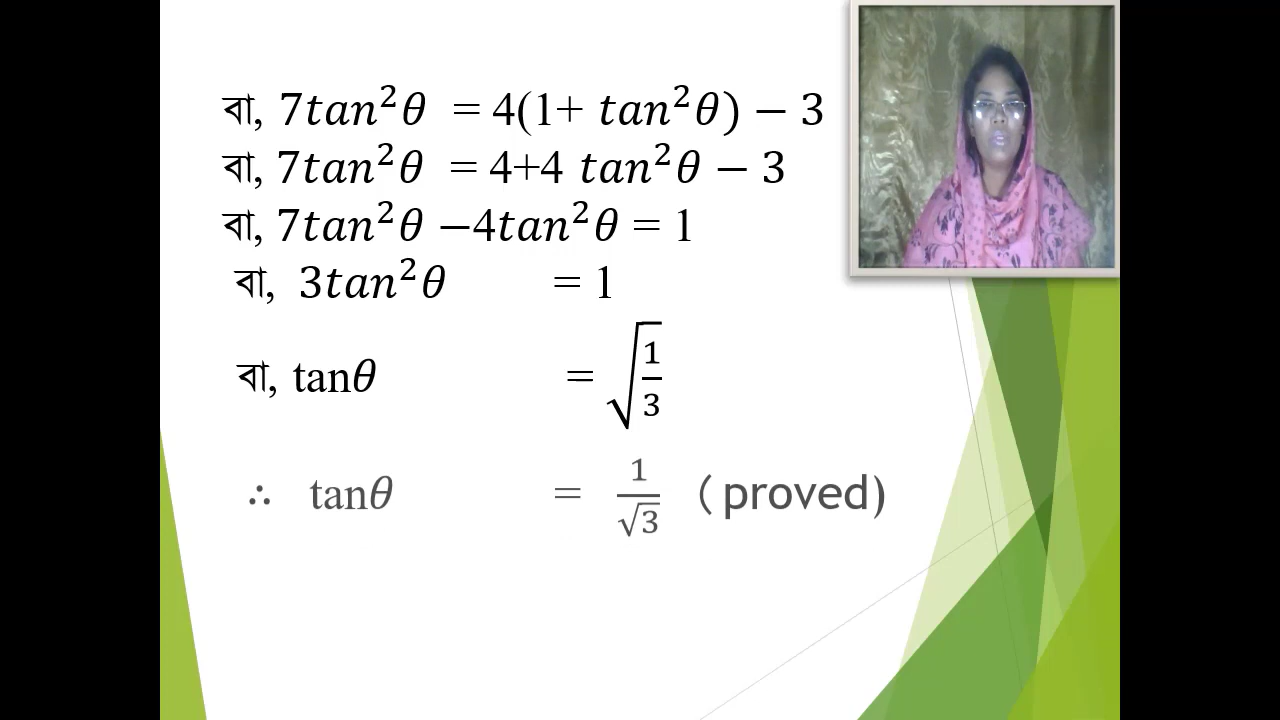 বা, 7tan²θ = 4(1+ tan²θ) − 3
বা, 7tan²θ = 4+4 tan²θ − 3
বা, 7tan²θ −4tan²θ = 1
বা, 3tan²θ = 1
বা, tanθ = √(1/3)
∴ tanθ = 1/√3 (proved)